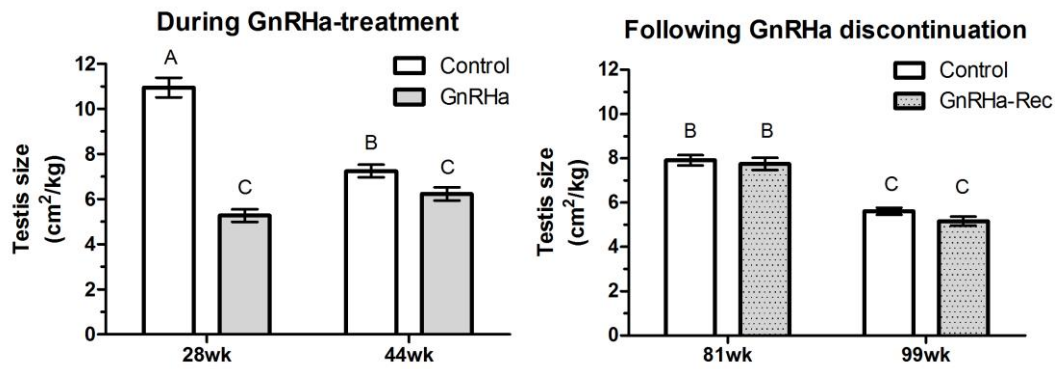 During GnRHa-treatment
Testis size
(cm²/kg)
12
10
8
6
4
2
0
A
C
B
C
Control
GnRHa
28wk
44wk
Following GnRHa discontinuation
Testis size
(cm²/kg)
12
10
8
6
4
2
0
B
B
C
C
Control
GnRHa-Rec
81wk
99wk